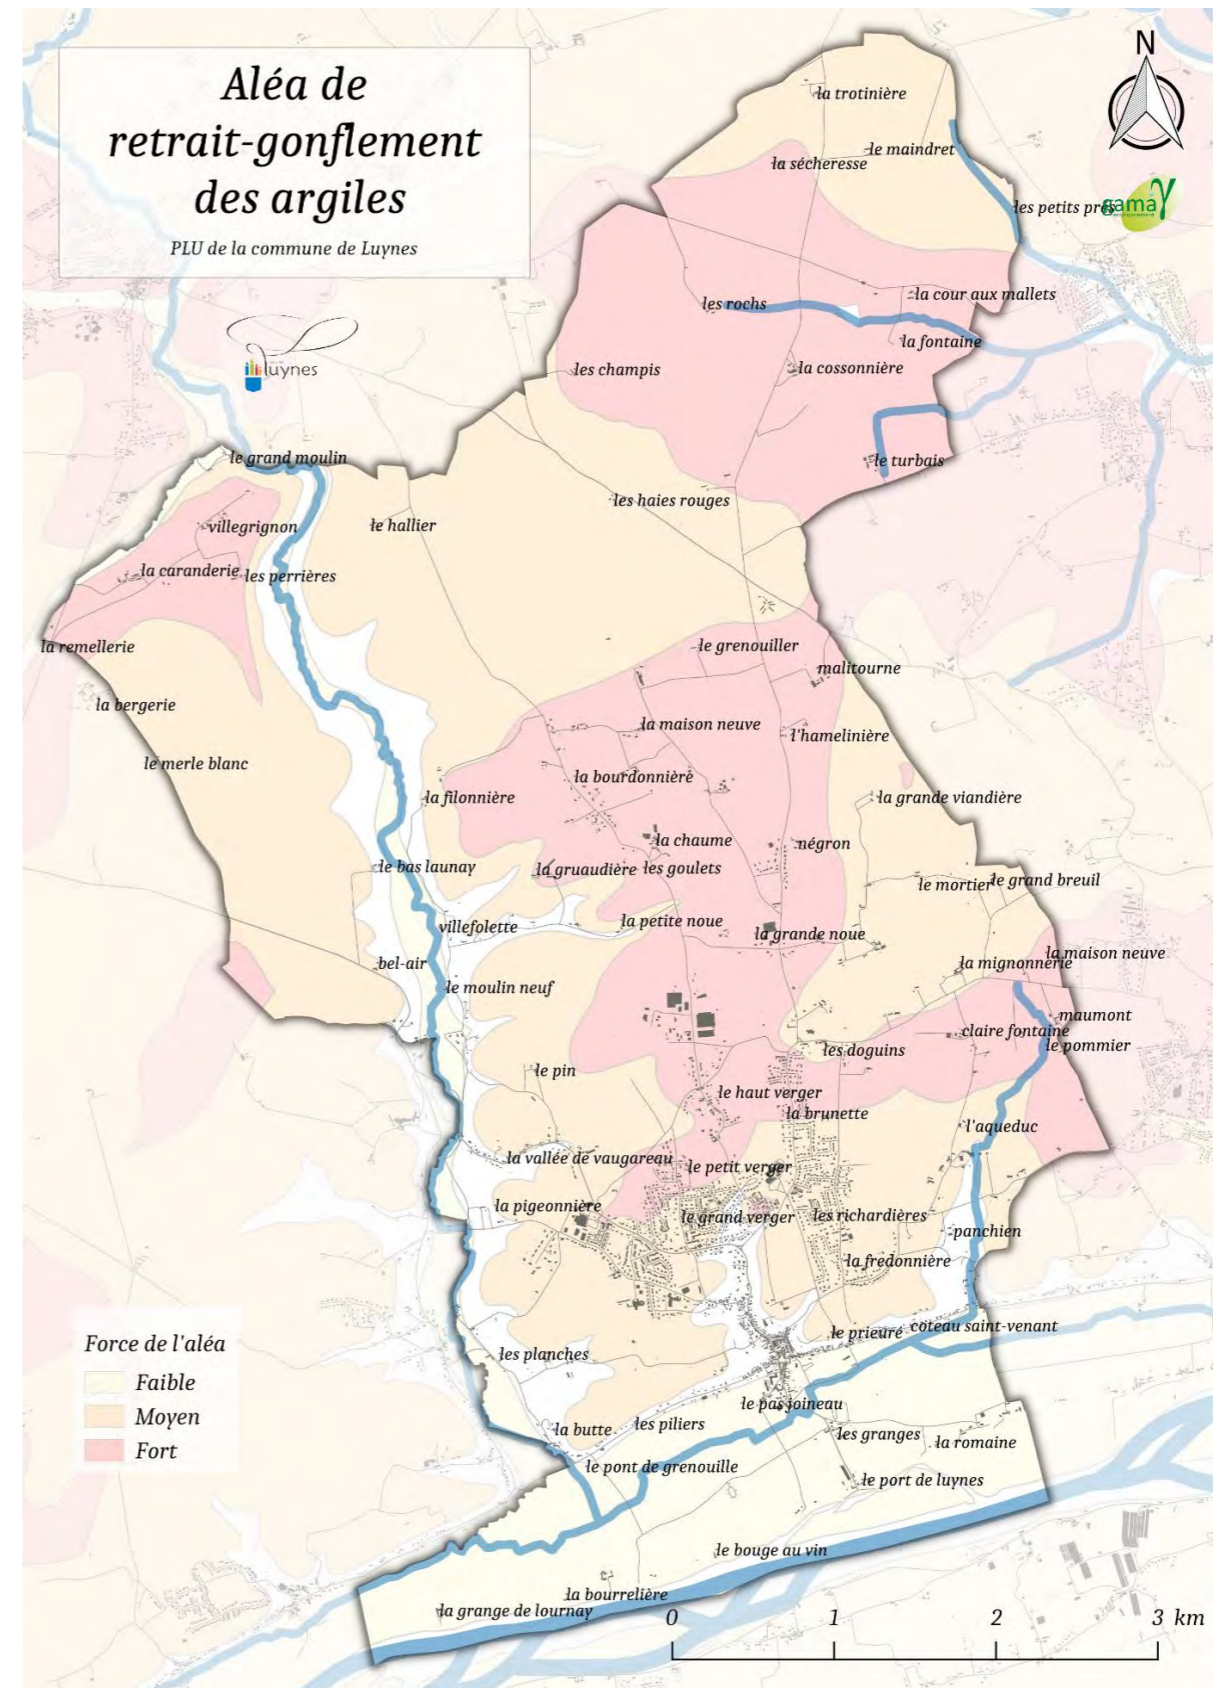 Aléa de
retrait-gonflement
des argiles
PLU de la commune de Luynes
N
gama
luynes
la trotinière
le maindret
la sécheresse
les petits prés
les rochs
la cour aux mallets
la fontaine
les champis
la cossonnière
le grand moulin
le turbais
les haies rouges
villegrignon
le hallier
la caranderie
les perrières
la remellerie
le grenouiller
malitourne
la bergerie
la maison neuve
l'hamelinière
le merle blanc
la bourdonnière
la filonnière
la grande viandière
la chaume
négron
le bas launay
la gruaudière
les goulets
le mortier
le grand breuil
villefolette
la petite noue
la grande noue
la maison neuve
bel-air
la mignonnerie
le moulin neuf
maumont
claire fontaine
le pommier
les doguins
le pin
le haut verger
la brunette
l'aqueduc
la vallée de vaugareau
le petit verger
la pigeonnière
le grand verger
les richardières
panchien
la fredonnière
le prieuré
coteau saint-venant
Force de l'aléa
Faible
Moyen
Fort
les planches
le pas joineau
la butte
les piliers
les granges
la romaine
le pont de grenouille
le port de luynes
le bouge au vin
la bourrelière
la grange de lournay
0 1 2 3 km